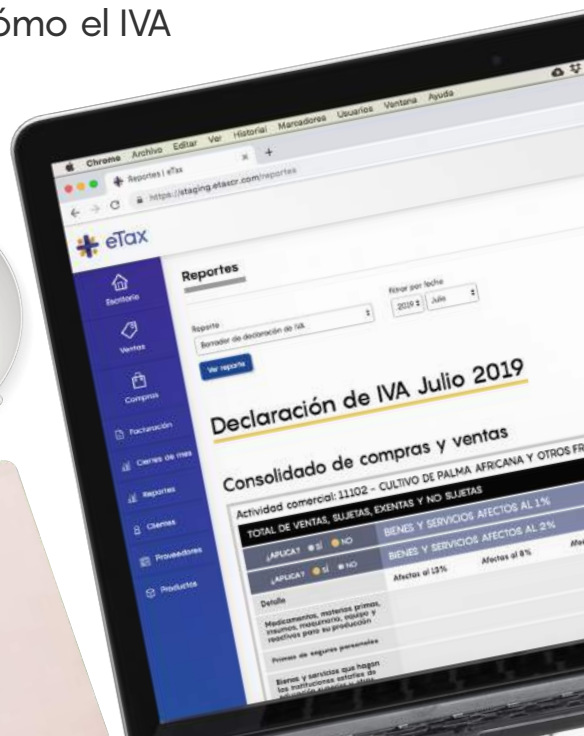 ómo el IVA
Chrome Archivo Editar Ver Historial Marcadores Usuarios Ventana Ayuda
Reportes | eTax
https://staging.etaxcr.com/reportes
eTax
Escritorio
Ventas
Compras
Facturación
Cierres de mes
Reportes
Clientes
Proveedores
Productos
Reportes
Reporte
Filtrar por fecha
Borrador de declaración de IVA
2019
Julio
Ver reporte
Declaración de IVA Julio 2019
Consolidado de compras y ventas
Actividad comercial: 11102 - CULTIVO DE PALMA AFRICANA Y OTROS FR
TOTAL DE VENTAS, SUJETAS, EXENTAS Y NO SUJETAS
¿APLICA? SÍ NO BIENES Y SERVICIOS AFECTOS AL 1%
¿APLICA? SÍ NO BIENES Y SERVICIOS AFECTOS AL 2%
Detalle
Afectas al 13%
Afectas al 8%
Medicamentos, materias primas,
insumos, maquinaria, equipo y
reactivos para su producción
Primas de seguros personales
Bienes y servicios que hagan
las instituciones estatales de